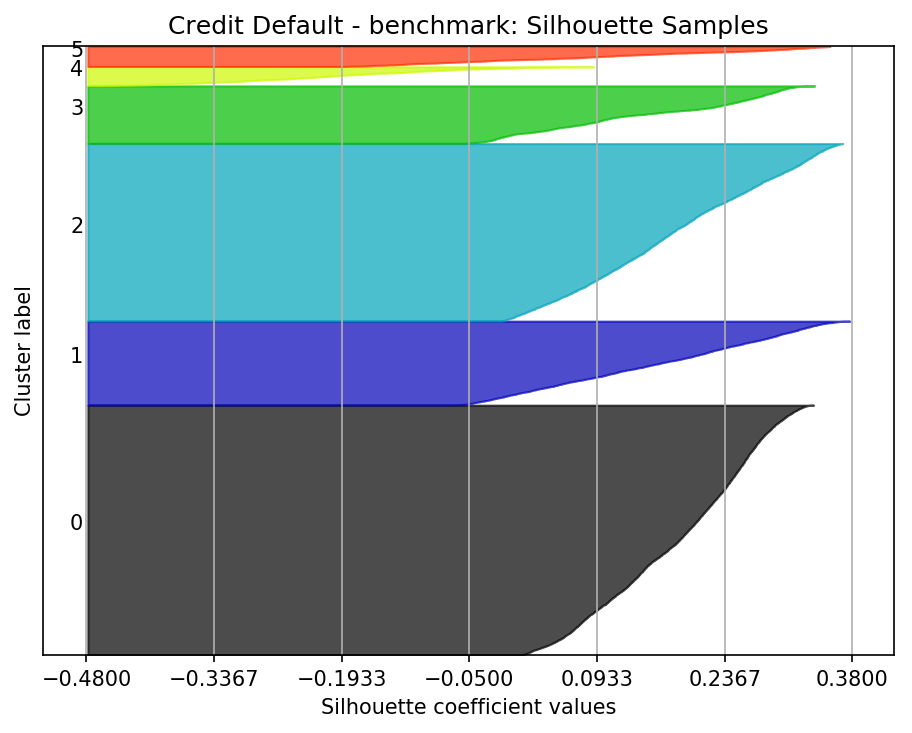 Credit Default - benchmark: Silhouette Samples
5
4
3
2
1
0
Cluster label
−0.4800 −0.3367 −0.1933 −0.0500 0.0933 0.2367 0.3800
Silhouette coefficient values